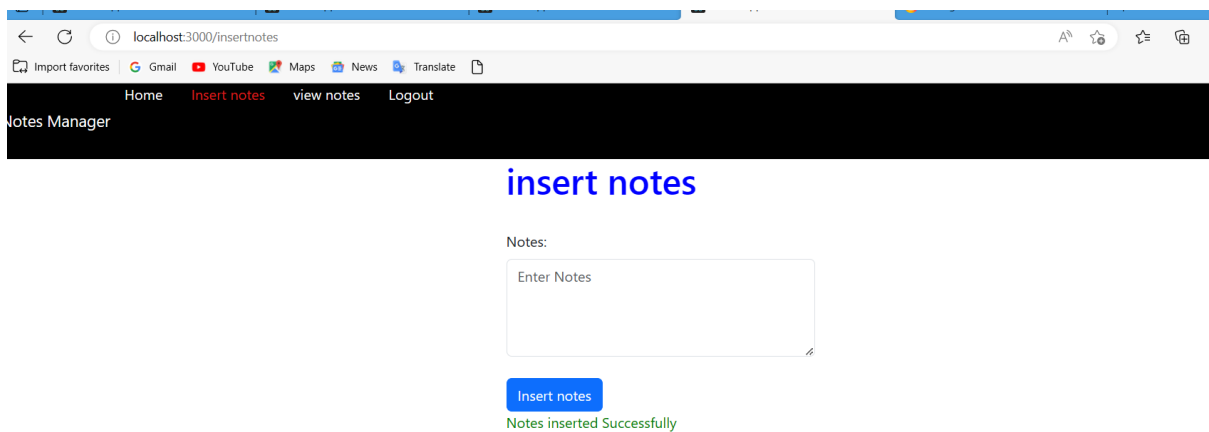 localhost:3000/insertnotes
Import favorites Gmail YouTube Maps News Translate
Home Insert notes view notes Logout
Notes Manager
insert notes
Notes:
Enter Notes
Insert notes
Notes inserted Successfully